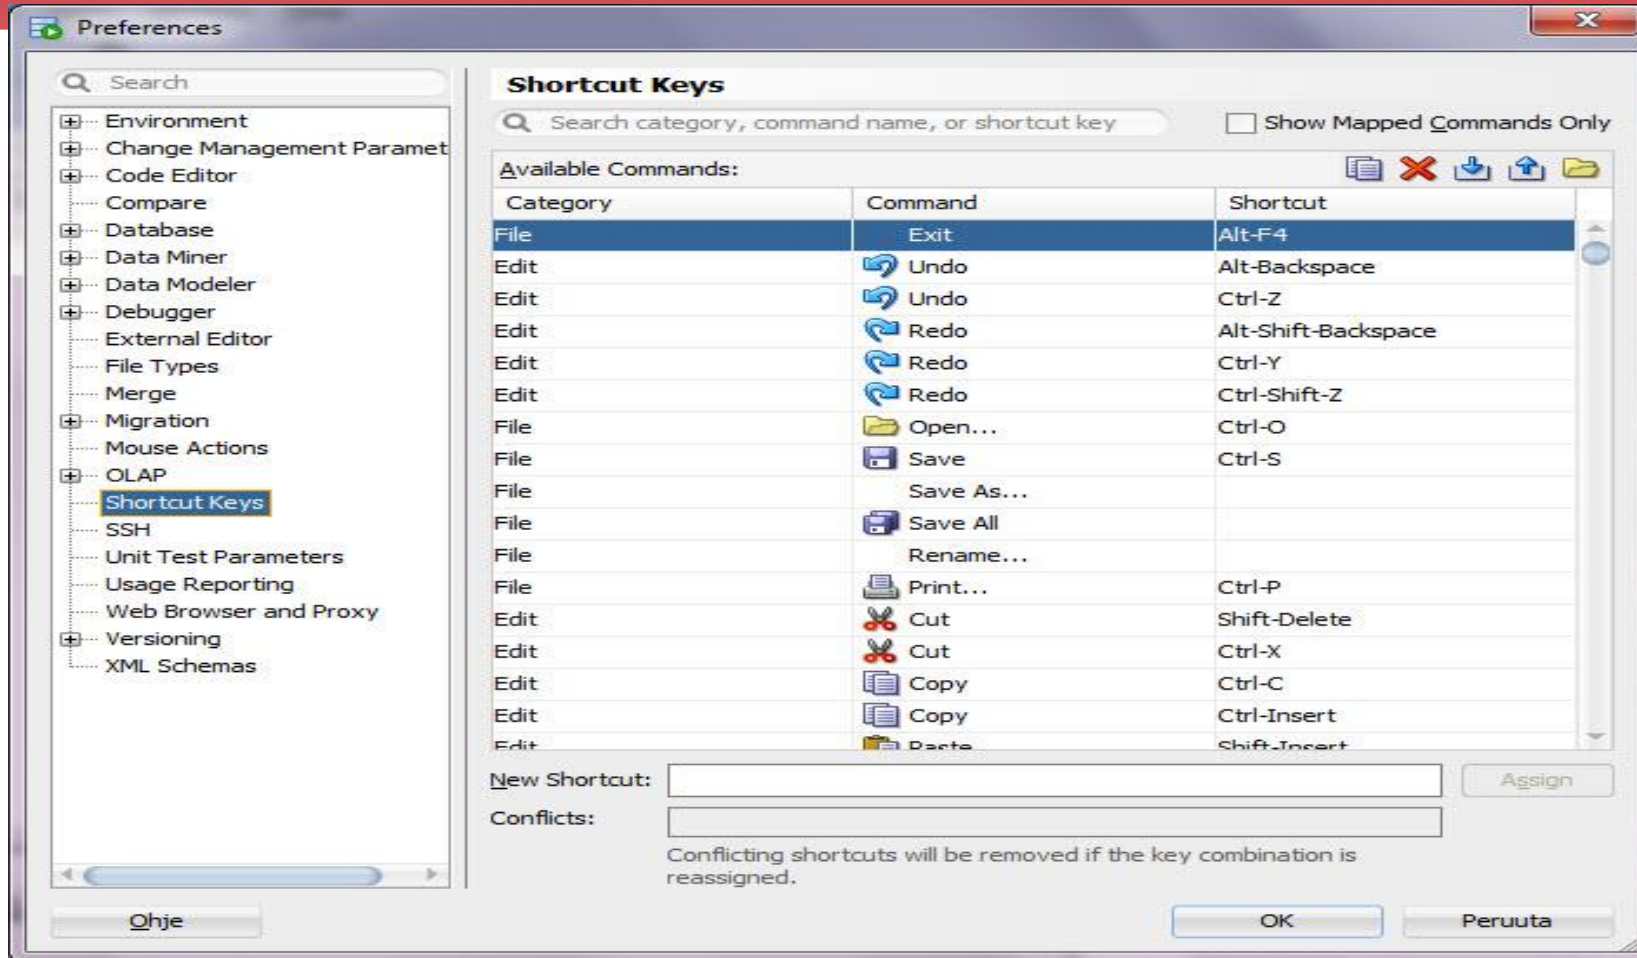 Preferences
Search
Environment
Change Management Paramet
Code Editor
Compare
Database
Data Miner
Data Modeler
Debugger
External Editor
File Types
Merge
Migration
Mouse Actions
OLAP
Shortcut Keys
SSH
Unit Test Parameters
Usage Reporting
Web Browser and Proxy
Versioning
XML Schemas
Shortcut Keys
Search category, command name, or shortcut key
Show Mapped Commands Only
Available Commands:
Category Command Shortcut
File Exit Alt-F4
Edit Undo Alt-Backspace
Edit Undo Ctrl-Z
Edit Redo Alt-Shift-Backspace
Edit Redo Ctrl-Y
Edit Redo Ctrl-Shift-Z
File Open... Ctrl-O
File Save Ctrl-S
File Save As...
File Save All
File Rename...
File Print... Ctrl-P
Edit Cut Shift-Delete
Edit Cut Ctrl-X
Edit Copy Ctrl-C
Edit Copy Ctrl-Insert
Edit Paste Shift-Insert
New Shortcut:
Assign
Conflicts:
Conflicting shortcuts will be removed if the key combination is
reassigned.
Ohje
OK
Peruuta